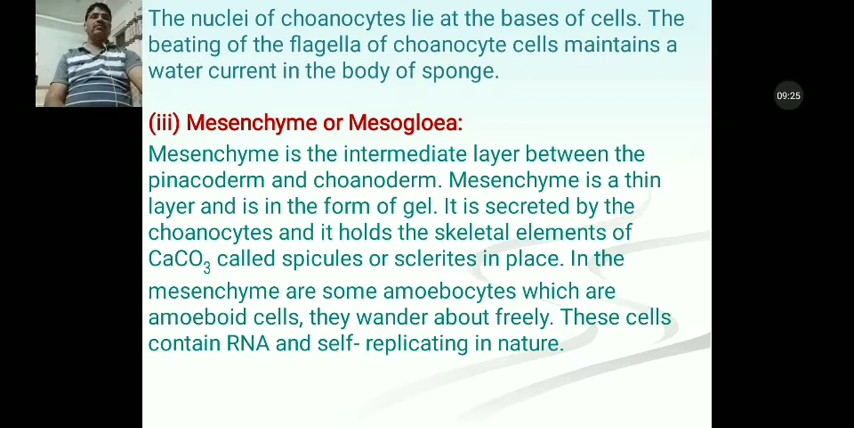 The nuclei of choanocytes lie at the bases of cells. The
beating of the flagella of choanocyte cells maintains a
water current in the body of sponge.
(iii) Mesenchyme or Mesogloea:
Mesenchyme is the intermediate layer between the
pinacoderm and choanoderm. Mesenchyme is a thin
layer and is in the form of gel. It is secreted by the
choanocytes and it holds the skeletal elements of
CaCO₃ called spicules or sclerites in place. In the
mesenchyme are some amoebocytes which are
amoeboid cells, they wander about freely. These cells
contain RNA and self- replicating in nature.
09:25